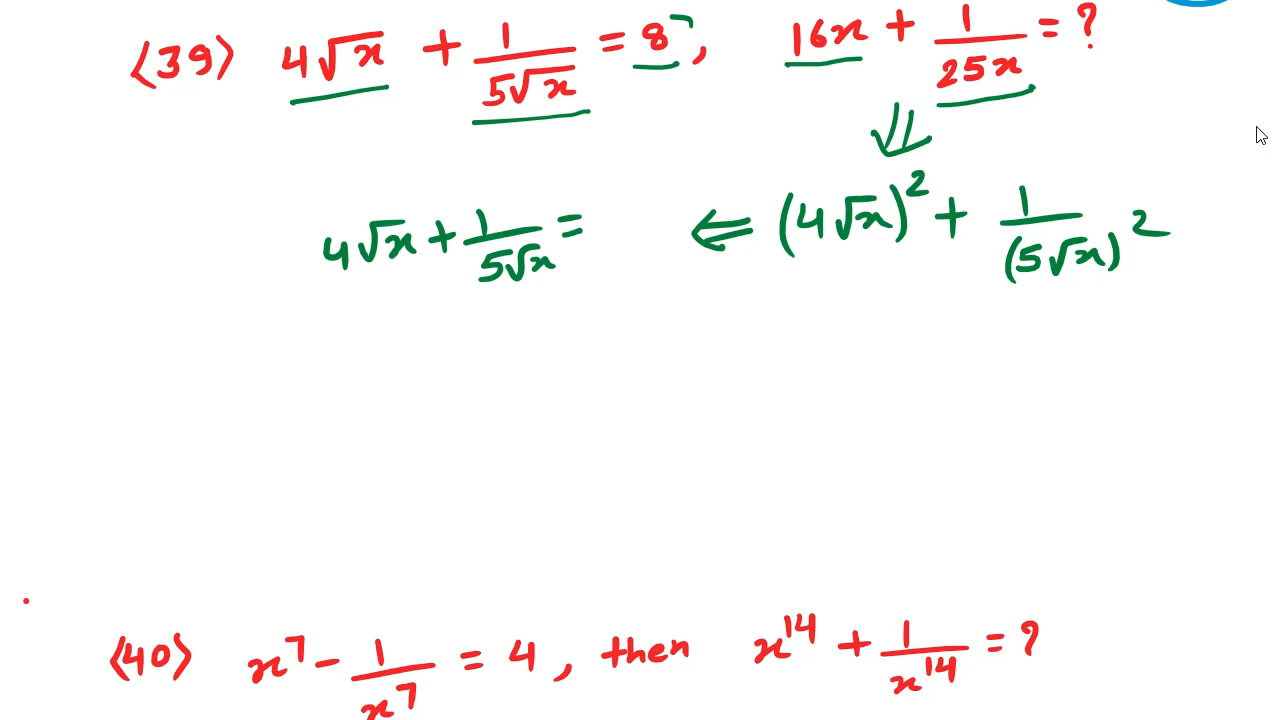 ⟨39⟩ 4√x + 1/(5√x) = 8, 16x + 1/(25x) = ?
4√x + 1/(5√x) = ⇐ (4√x)² + 1/(5√x)²
⟨40⟩ x⁷ - 1/x⁷ = 4, then x¹⁴ + 1/x¹⁴ = ?